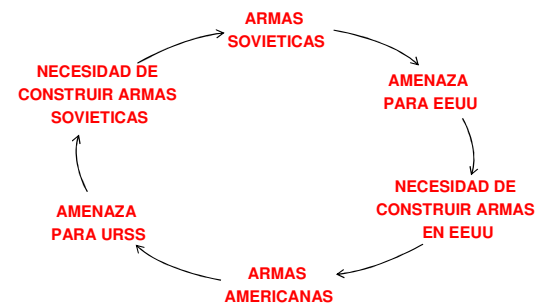 ARMAS
SOVIETICAS
AMENAZA
PARA EEUU
NECESIDAD DE
CONSTRUIR ARMAS
EN EEUU
ARMAS
AMERICANAS
AMENAZA
PARA URSS
NECESIDAD DE
CONSTRUIR ARMAS
SOVIETICAS